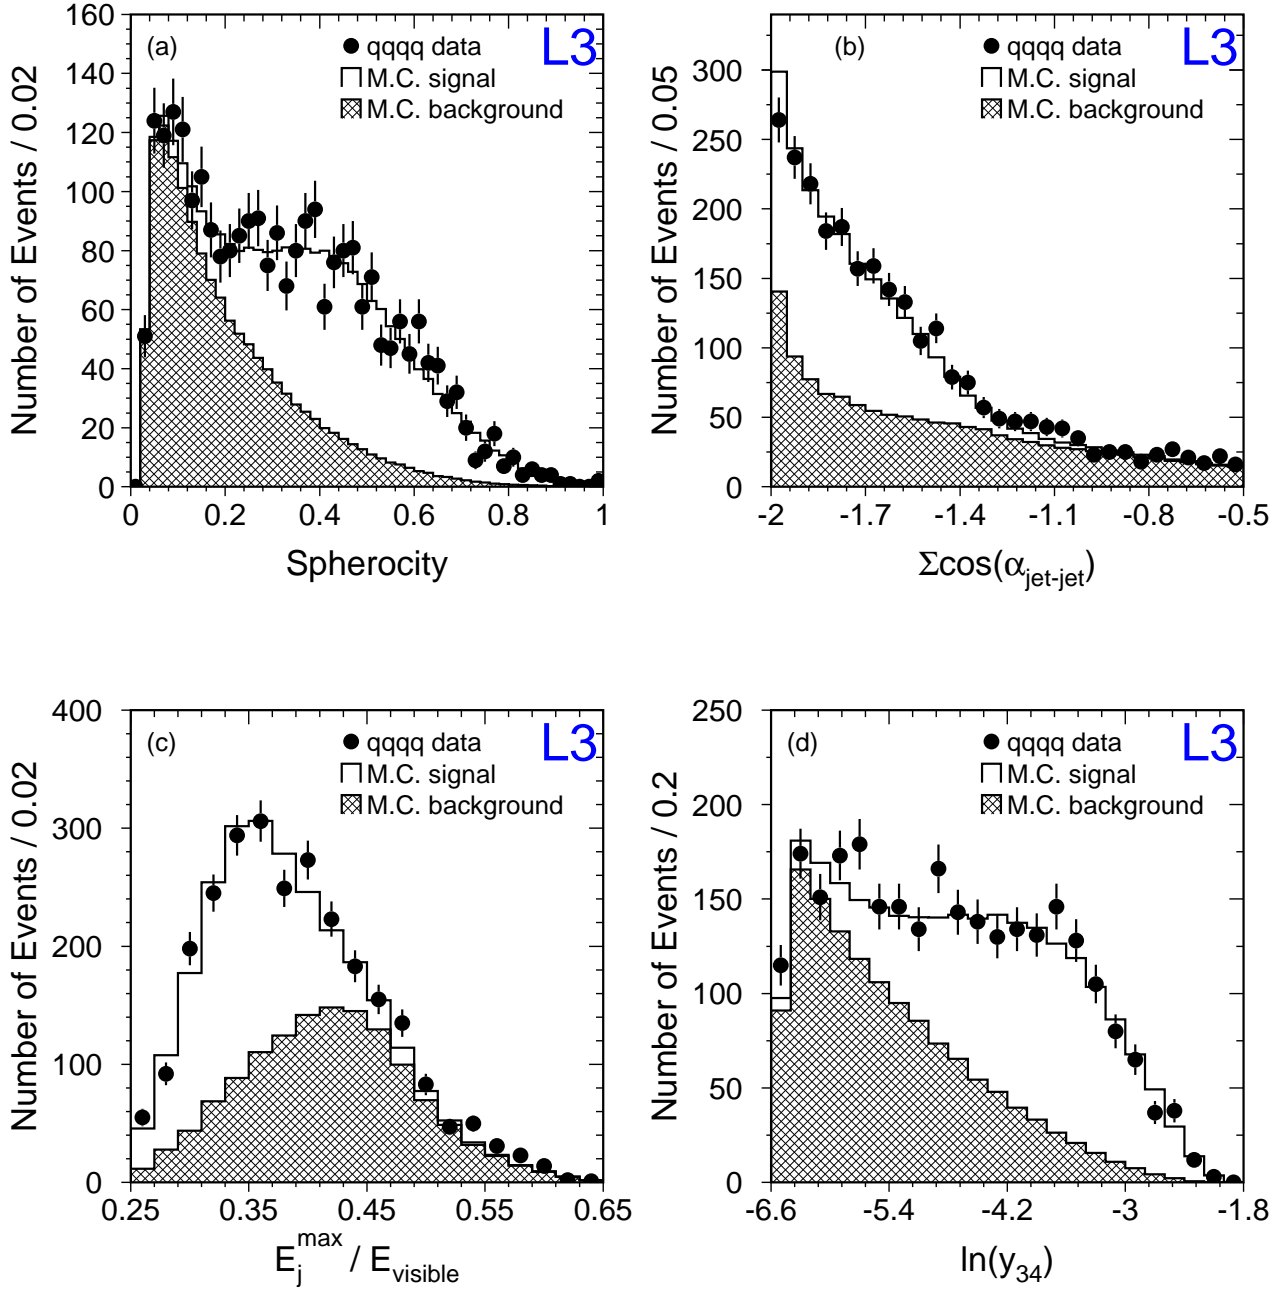 160
140
120
100
80
60
40
20
0
Number of Events / 0.02
(a)
qqqq data
M.C. signal
M.C. background
L3
0 0.2 0.4 0.6 0.8 1
Spherocity
300
250
200
150
100
50
0
Number of Events / 0.05
(b)
qqqq data
M.C. signal
M.C. background
L3
-2 -1.7 -1.4 -1.1 -0.8 -0.5
Σcos(α_jet-jet)
400
300
200
100
0
Number of Events / 0.02
(c)
qqqq data
M.C. signal
M.C. background
L3
0.25 0.35 0.45 0.55 0.65
E_j^max / E_visible
250
200
150
100
50
0
Number of Events / 0.2
(d)
qqqq data
M.C. signal
M.C. background
L3
-6.6 -5.4 -4.2 -3 -1.8
ln(y_34)